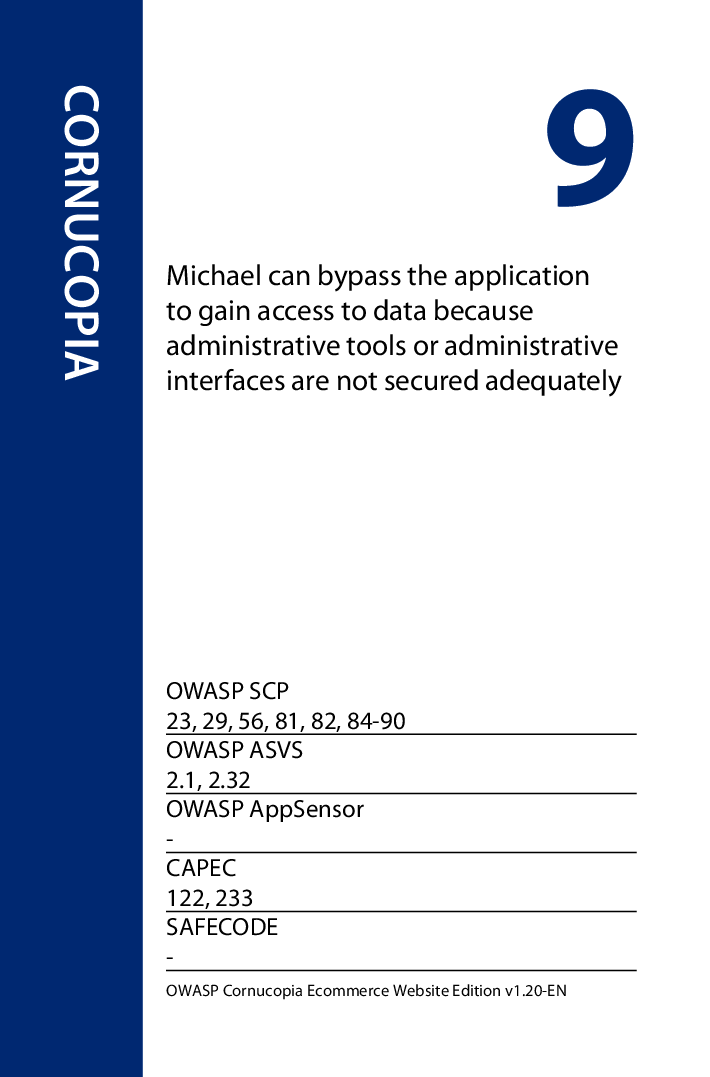 CORNUCOPIA
9
Michael can bypass the application
to gain access to data because
administrative tools or administrative
interfaces are not secured adequately
OWASP SCP
23, 29, 56, 81, 82, 84-90
OWASP ASVS
2.1, 2.32
OWASP AppSensor
-
CAPEC
122, 233
SAFECODE
-
OWASP Cornucopia Ecommerce Website Edition v1.20-EN